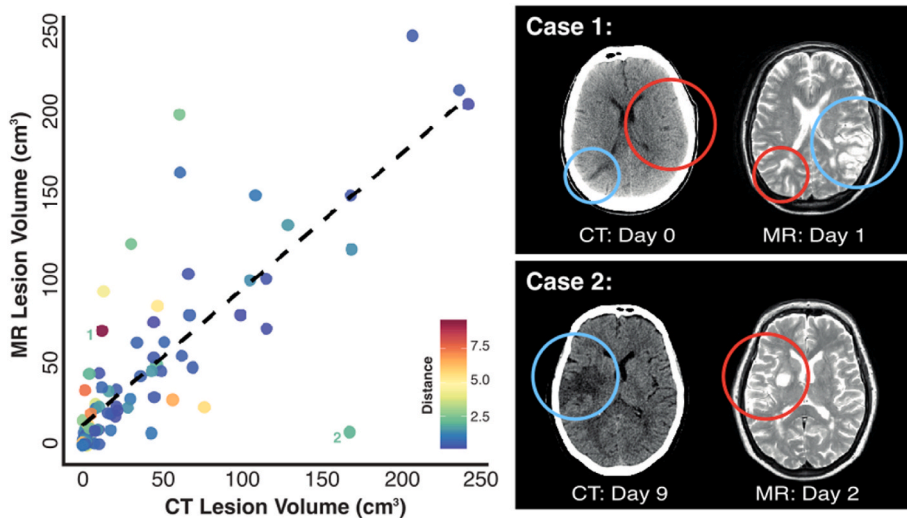 MR Lesion Volume (cm³)
250
200
150
100
50
0
1
2
Distance
7.5
5.0
2.5
0
50
100
150
200
250
CT Lesion Volume (cm³)
Case 1:
CT: Day 0
MR: Day 1
Case 2:
CT: Day 9
MR: Day 2